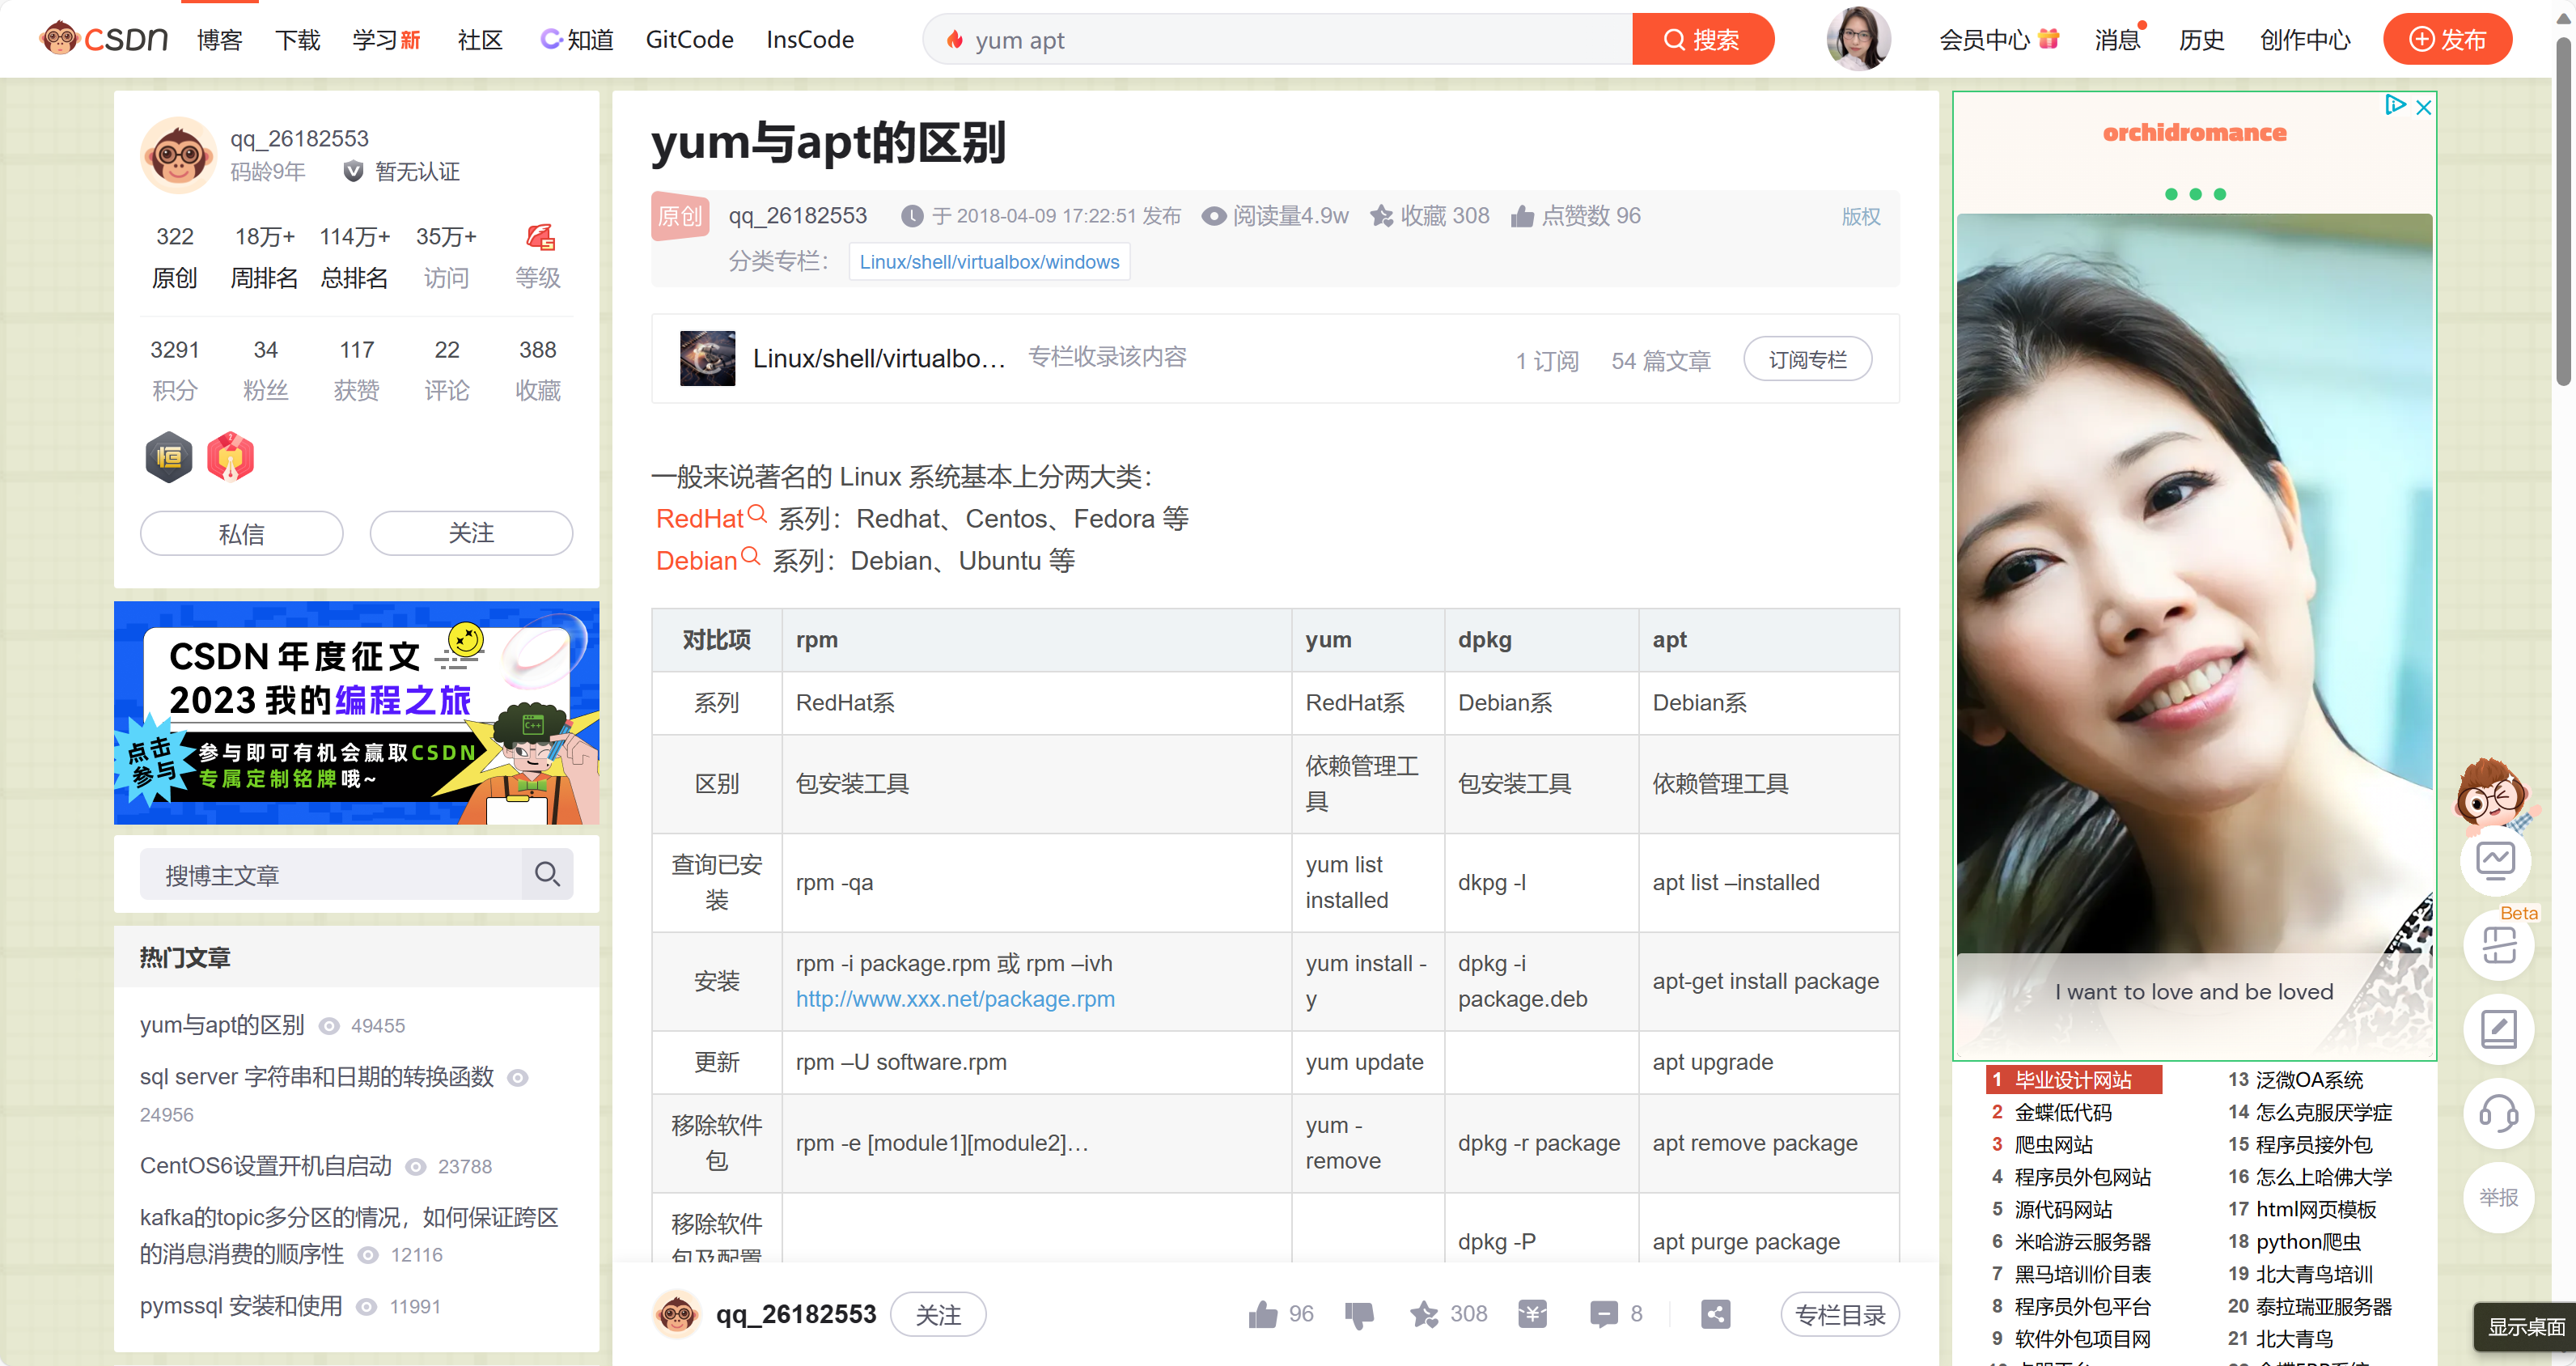 CSDN 博客 下载 学习新 社区 知道 GitCode InsCode yum apt 搜索 会员中心 消息 历史 创作中心 发布
qq_26182553
码龄9年 暂无认证
322 18万+ 114万+ 35万+
原创 周排名 总排名 访问 等级
3291 34 117 22 388
积分 粉丝 获赞 评论 收藏
恒
私信 关注
CSDN 年度征文
2023 我的编程之旅
C++
点击
参与
参与即可有机会赢取CSDN
专属定制铭牌哦~
搜博主文章
热门文章
yum与apt的区别 49455
sql server 字符串和日期的转换函数
24956
CentOS6设置开机自启动 23788
kafka的topic多分区的情况，如何保证跨区
的消息消费的顺序性 12116
pymssql 安装和使用 11991
yum与apt的区别
原创 qq_26182553 于 2018-04-09 17:22:51 发布 阅读量4.9w 收藏 308 点赞数 96 版权
分类专栏： Linux/shell/virtualbox/windows
Linux/shell/virtualbo... 专栏收录该内容 1 订阅 54 篇文章 订阅专栏
一般来说著名的 Linux 系统基本上分两大类：
RedHat 系列：Redhat、Centos、Fedora 等
Debian 系列：Debian、Ubuntu 等
对比项 rpm yum dpkg apt
系列 RedHat系 RedHat系 Debian系 Debian系
区别 包安装工具 依赖管理工具 包安装工具 依赖管理工具
查询已安装 rpm -qa yum list installed dkpg -l apt list –installed
安装 rpm -i package.rpm 或 rpm –ivh http://www.xxx.net/package.rpm yum install -y dpkg -i package.deb apt-get install package
更新 rpm –U software.rpm yum update apt upgrade
移除软件包 rpm -e [module1][module2]… yum -remove dpkg -r package apt remove package
移除软件包及配置 dpkg -P apt purge package
qq_26182553 关注 96 308 8 专栏目录
orchidromance
I want to love and be loved
1 毕业设计网站
2 金蝶低代码
3 爬虫网站
4 程序员外包网站
5 源代码网站
6 米哈游云服务器
7 黑马培训价目表
8 程序员外包平台
9 软件外包项目网
13 泛微OA系统
14 怎么克服厌学症
15 程序员接外包
16 怎么上哈佛大学
17 html网页模板
18 python爬虫
19 北大青鸟培训
20 泰拉瑞亚服务器
21 北大青鸟
Beta
举报
显示桌面